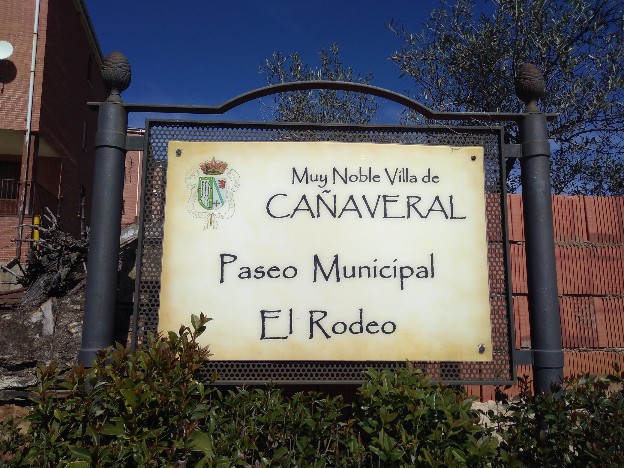 Muy Noble Villa de
CAÑAVERAL
Paseo Municipal
El Rodeo